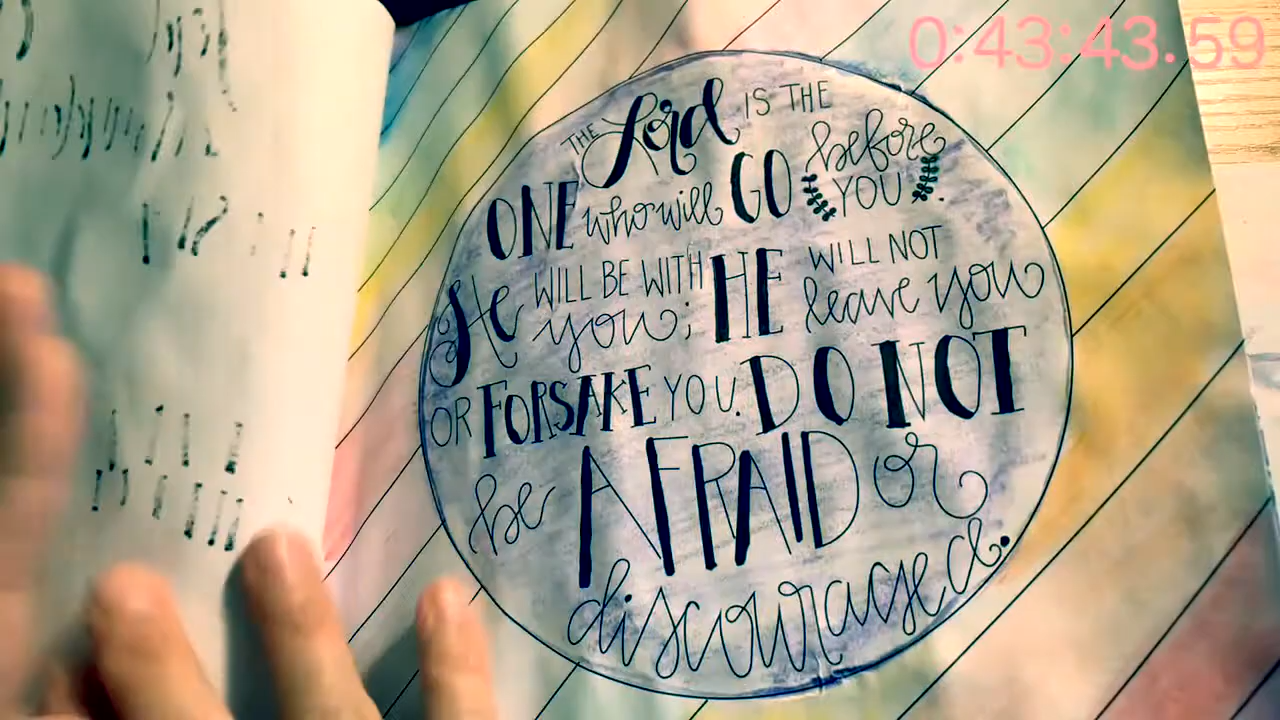 0:43:43.59
THE Lord IS THE
ONE who will GO before YOU.
He WILL BE WITH you; HE WILL NOT leave you
OR FORSAKE YOU. DO NOT
be AFRAID or
discouraged.